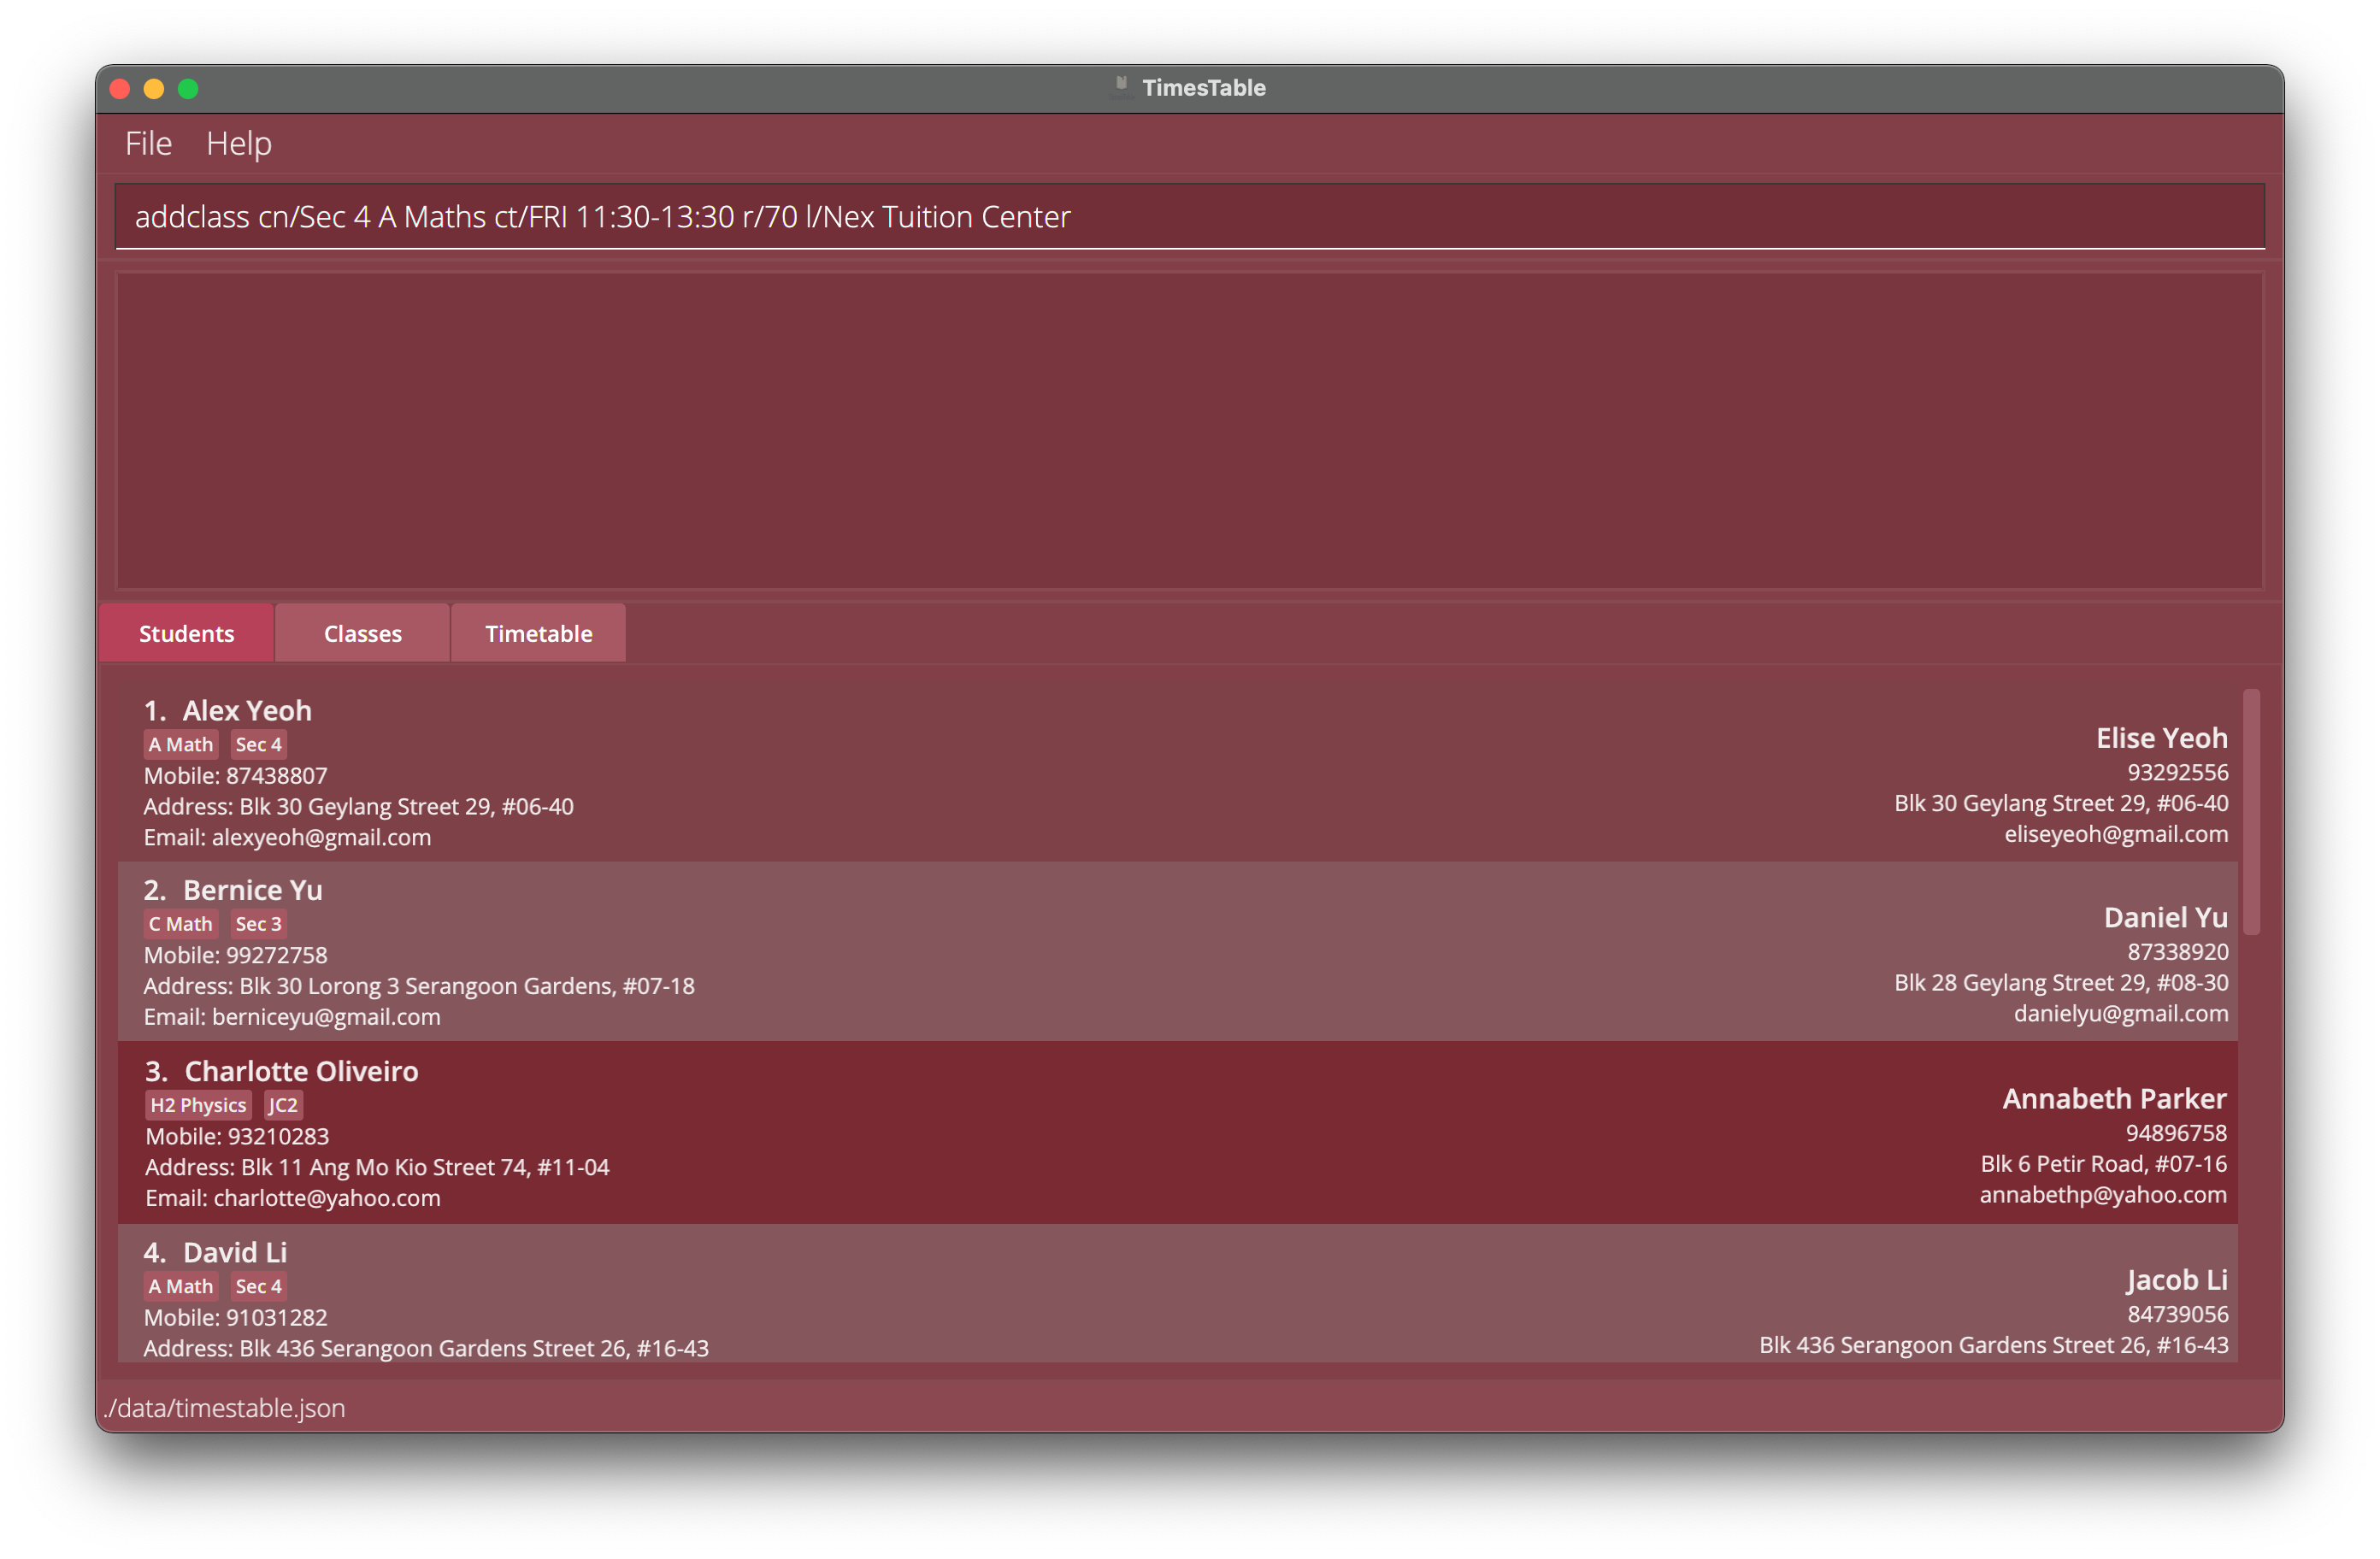 TimesTable
File Help
addclass cn/Sec 4 A Maths ct/FRI 11:30-13:30 r/70 l/Nex Tuition Center
Students Classes Timetable
1. Alex Yeoh
A Math Sec 4
Mobile: 87438807
Address: Blk 30 Geylang Street 29, #06-40
Email: alexyeoh@gmail.com
Elise Yeoh
93292556
Blk 30 Geylang Street 29, #06-40
eliseyeoh@gmail.com
2. Bernice Yu
C Math Sec 3
Mobile: 99272758
Address: Blk 30 Lorong 3 Serangoon Gardens, #07-18
Email: berniceyu@gmail.com
Daniel Yu
87338920
Blk 28 Geylang Street 29, #08-30
danielyu@gmail.com
3. Charlotte Oliveiro
H2 Physics JC2
Mobile: 93210283
Address: Blk 11 Ang Mo Kio Street 74, #11-04
Email: charlotte@yahoo.com
Annabeth Parker
94896758
Blk 6 Petir Road, #07-16
annabethp@yahoo.com
4. David Li
A Math Sec 4
Mobile: 91031282
Address: Blk 436 Serangoon Gardens Street 26, #16-43
Jacob Li
84739056
Blk 436 Serangoon Gardens Street 26, #16-43
./data/timestable.json